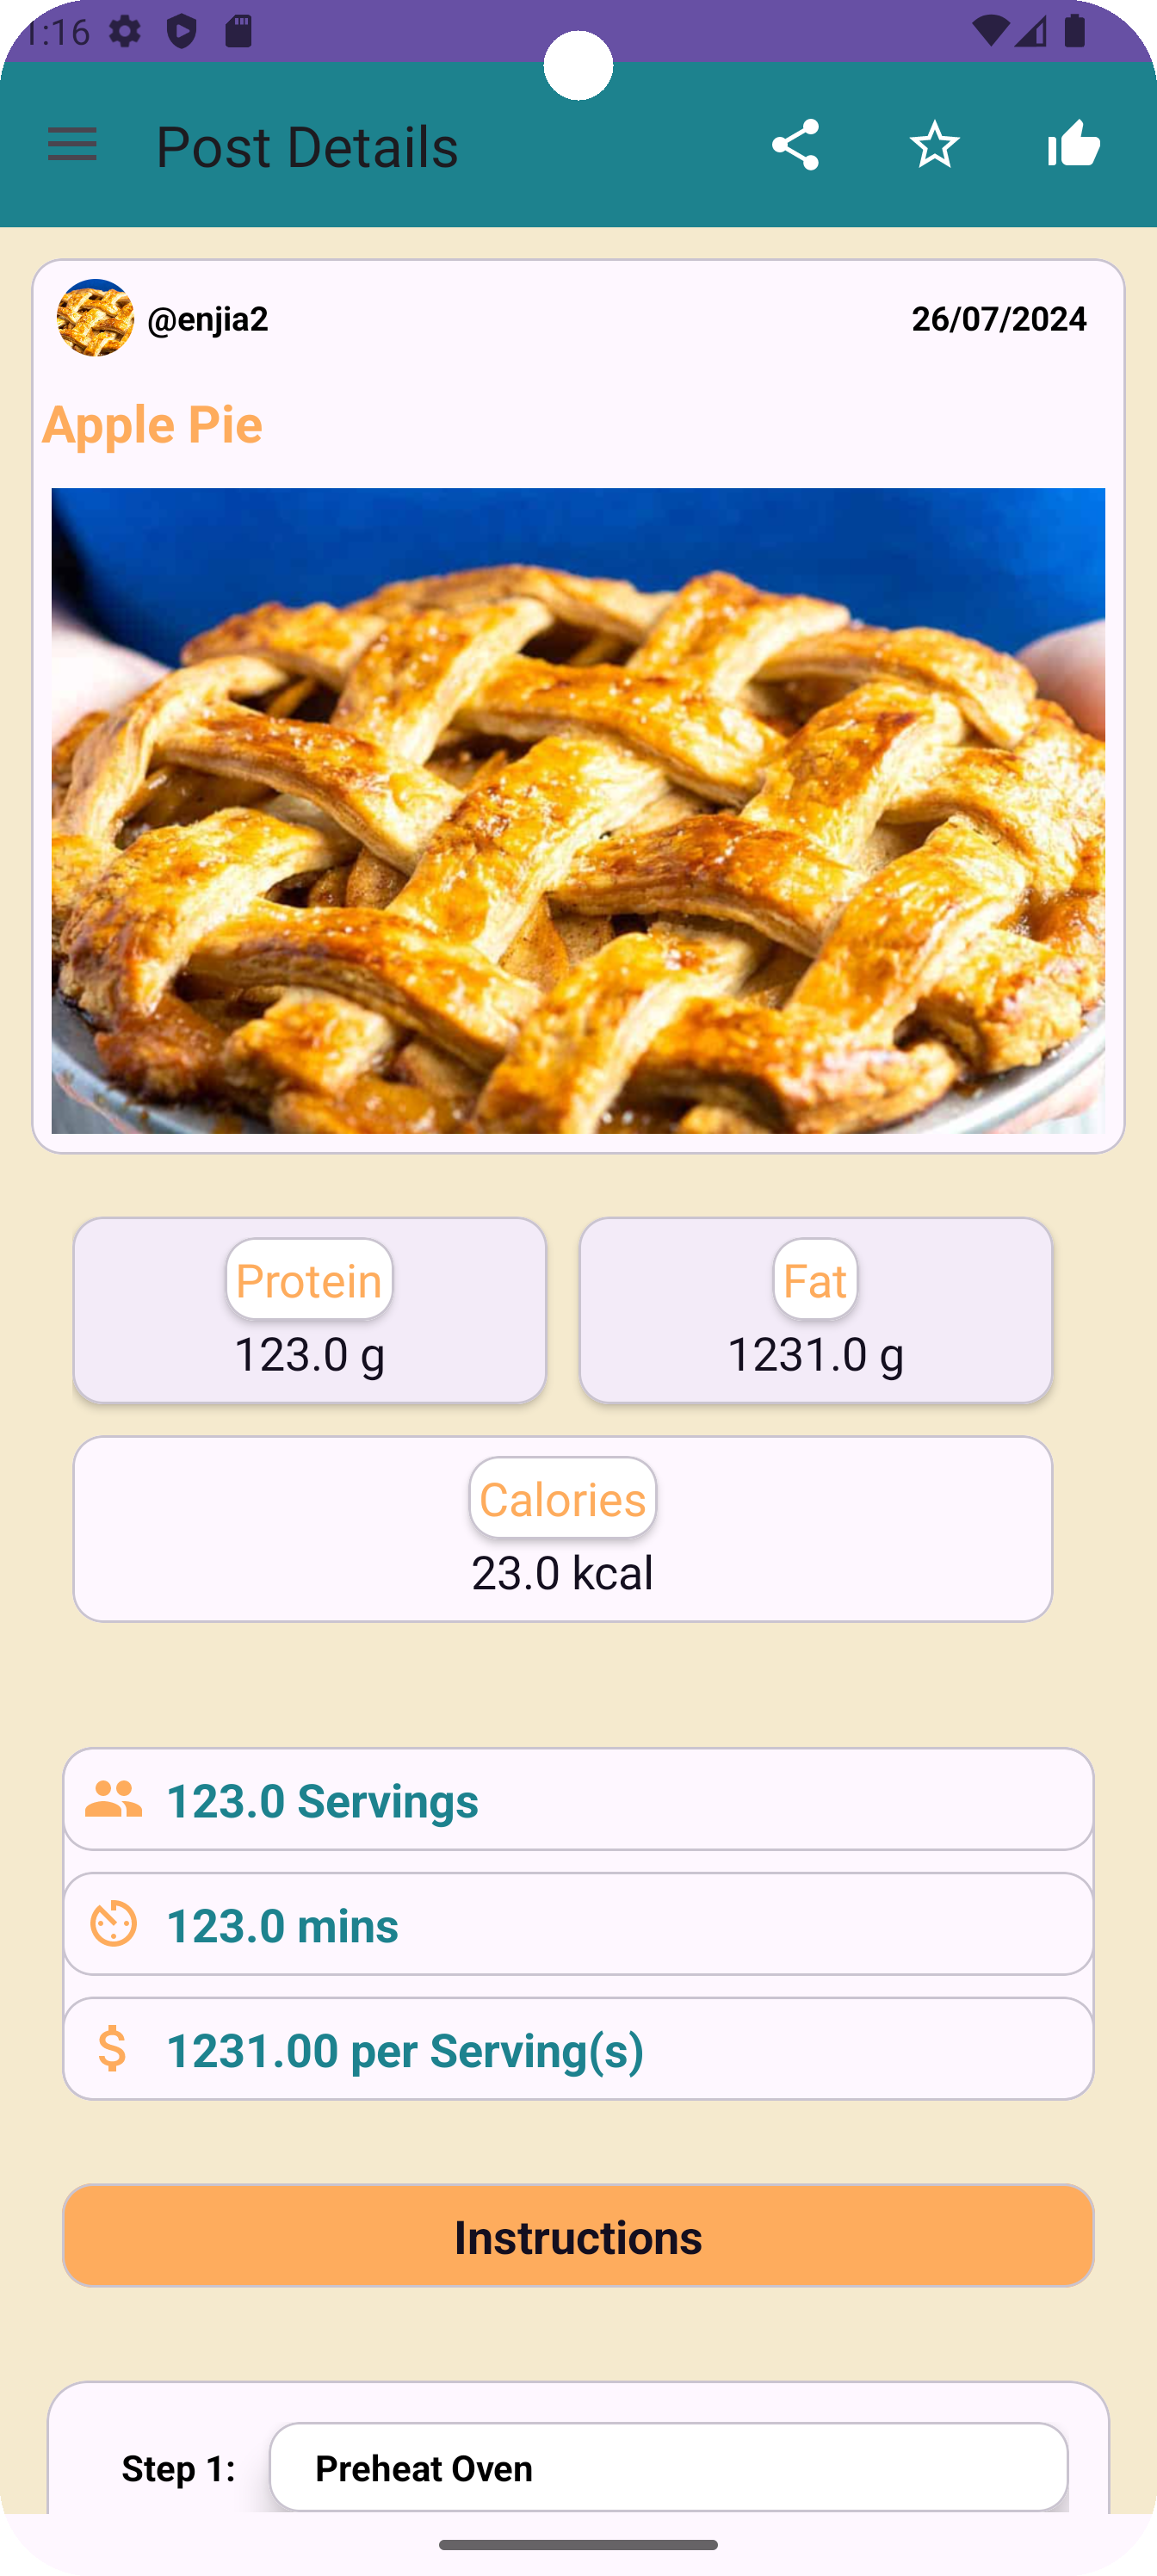 1:16
Post Details
@enjia2
26/07/2024
Apple Pie
Protein
123.0 g
Fat
1231.0 g
Calories
23.0 kcal
123.0 Servings
123.0 mins
$ 1231.00 per Serving(s)
Instructions
Step 1: Preheat Oven